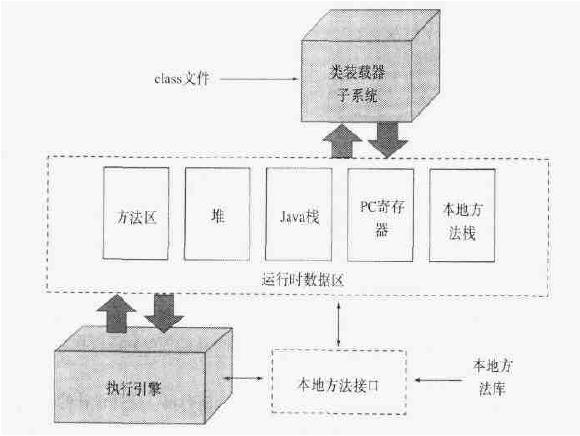 类装载器
子系统
class文件
方法区
堆
Java栈
PC寄存
器
本地方
法栈
运行时数据区
执行引擎
本地方法接口
本地方
法库